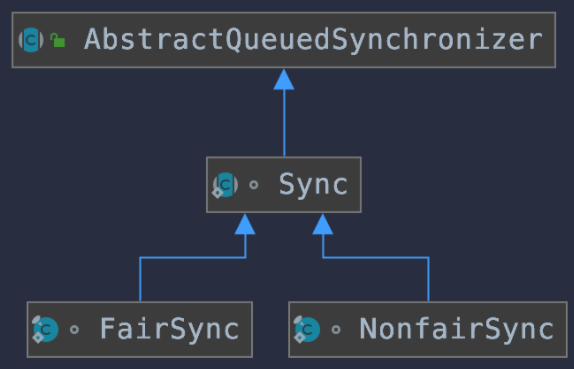 AbstractQueuedSynchronizer
Sync
FairSync
NonfairSync